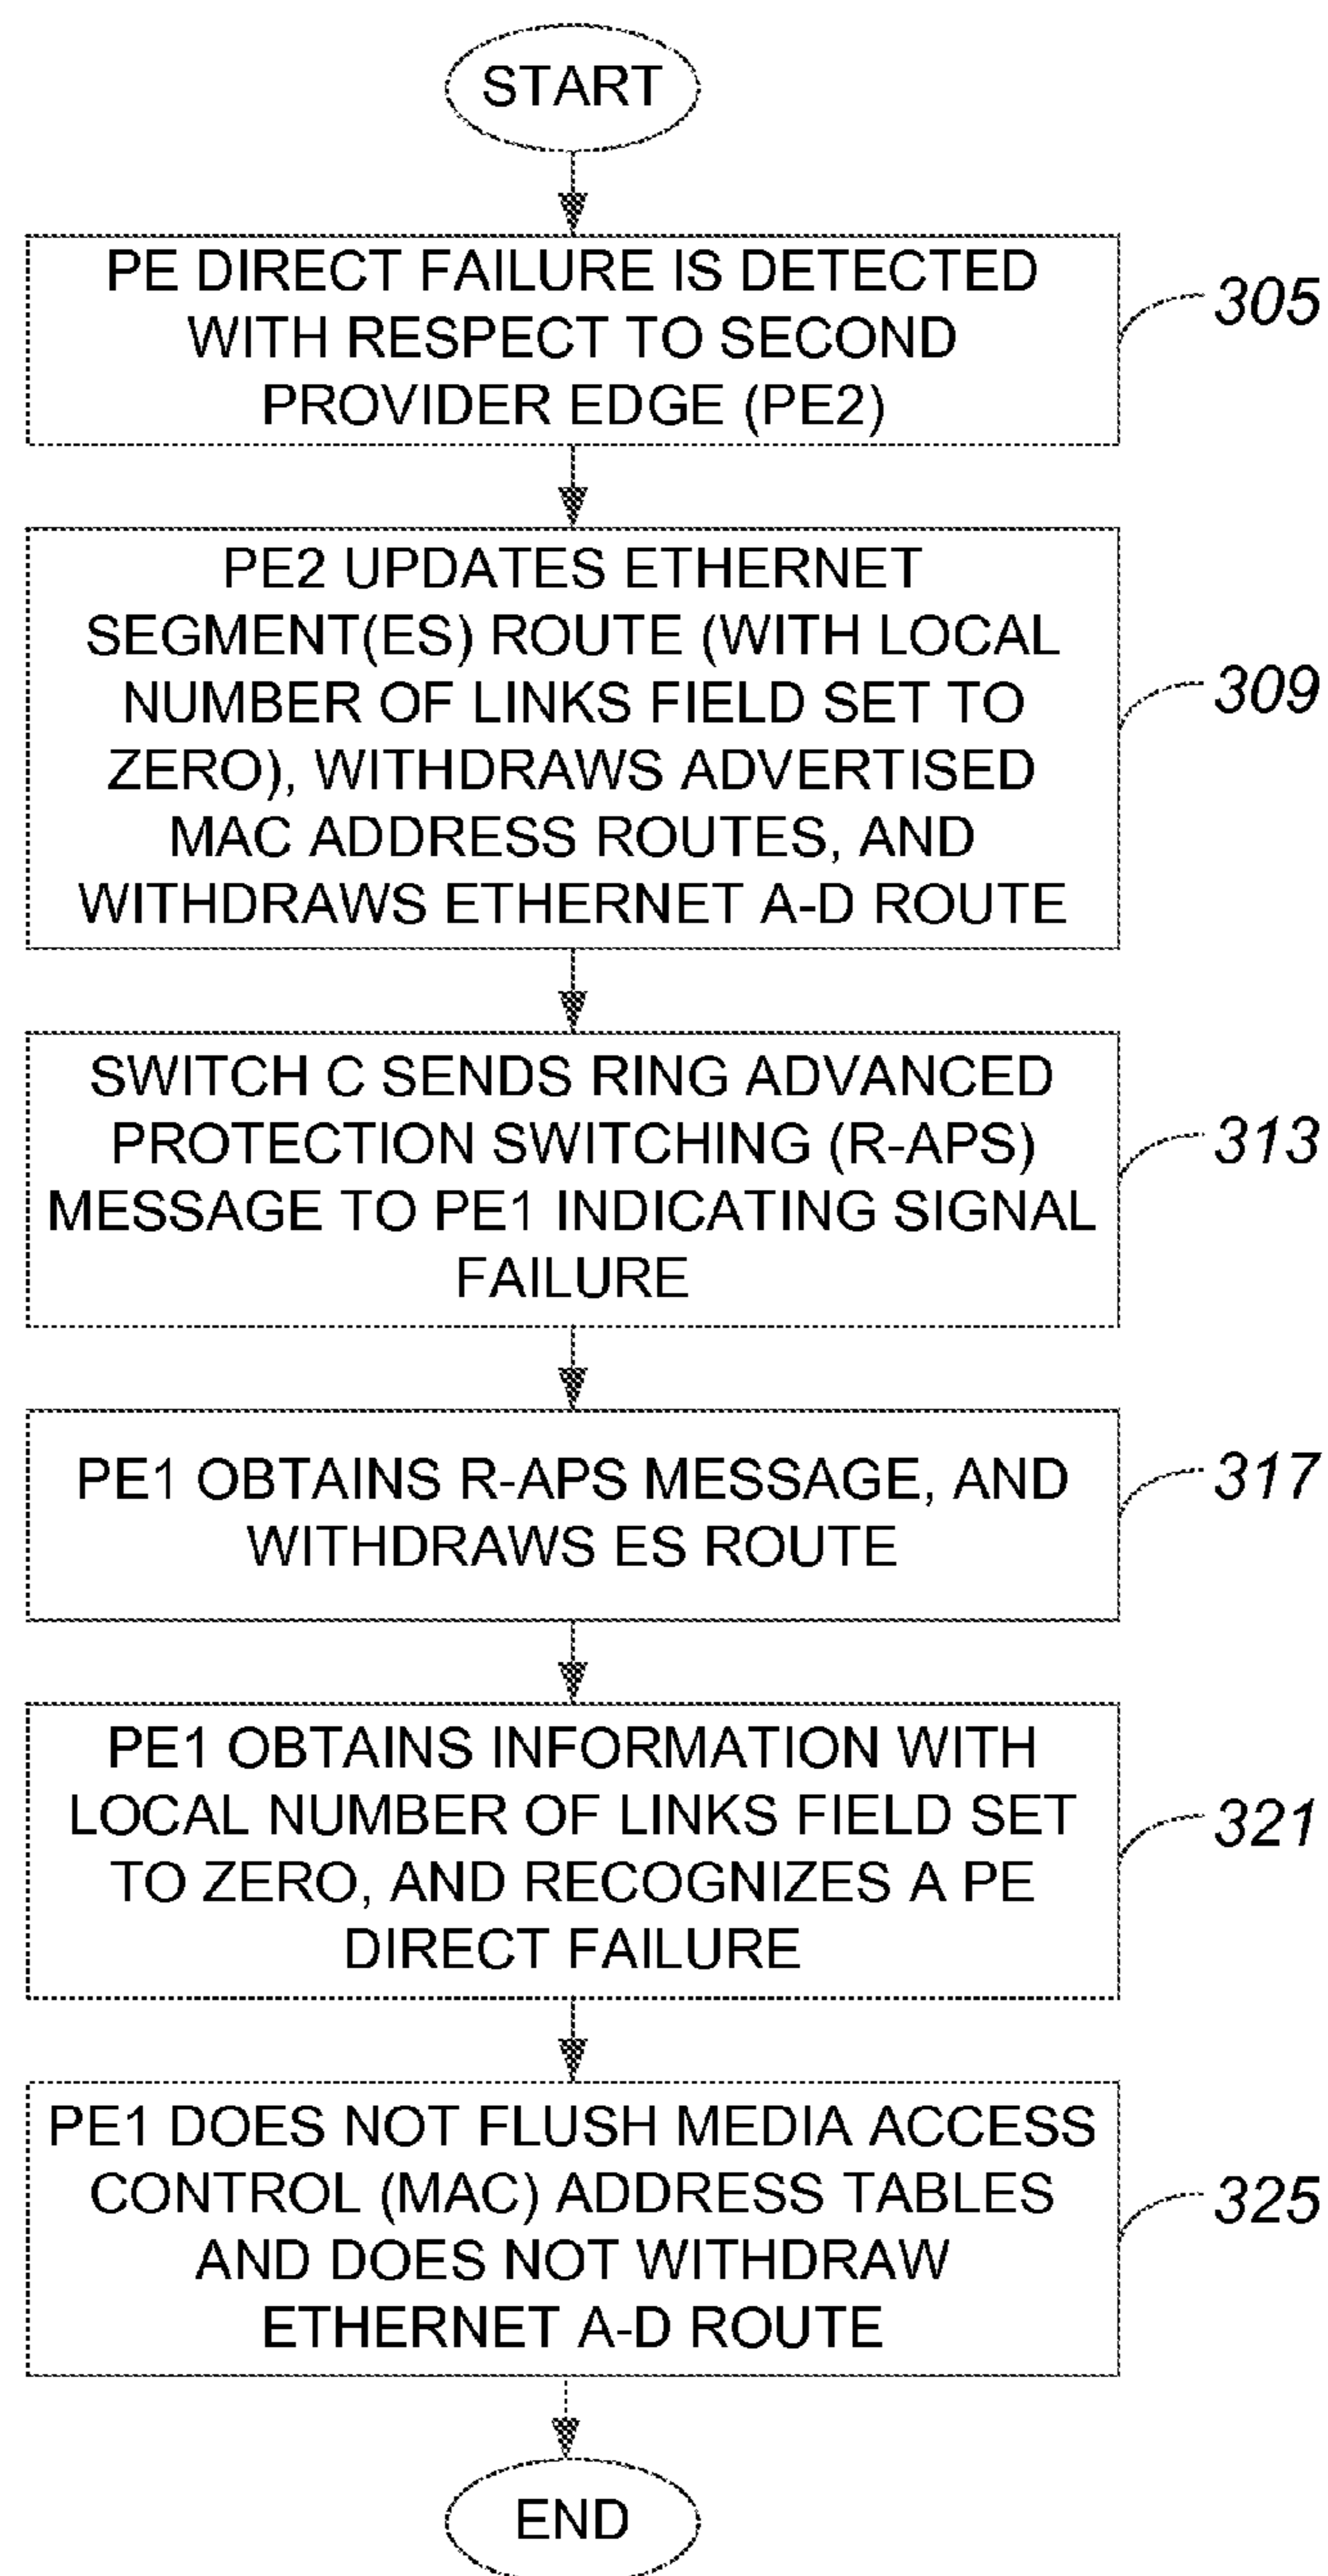 START
PE DIRECT FAILURE IS DETECTED
WITH RESPECT TO SECOND
PROVIDER EDGE (PE2)
305
PE2 UPDATES ETHERNET
SEGMENT(ES) ROUTE (WITH LOCAL
NUMBER OF LINKS FIELD SET TO
ZERO), WITHDRAWS ADVERTISED
MAC ADDRESS ROUTES, AND
WITHDRAWS ETHERNET A-D ROUTE
309
SWITCH C SENDS RING ADVANCED
PROTECTION SWITCHING (R-APS)
MESSAGE TO PE1 INDICATING SIGNAL
FAILURE
313
PE1 OBTAINS R-APS MESSAGE, AND
WITHDRAWS ES ROUTE
317
PE1 OBTAINS INFORMATION WITH
LOCAL NUMBER OF LINKS FIELD SET
TO ZERO, AND RECOGNIZES A PE
DIRECT FAILURE
321
PE1 DOES NOT FLUSH MEDIA ACCESS
CONTROL (MAC) ADDRESS TABLES
AND DOES NOT WITHDRAW
ETHERNET A-D ROUTE
325
END